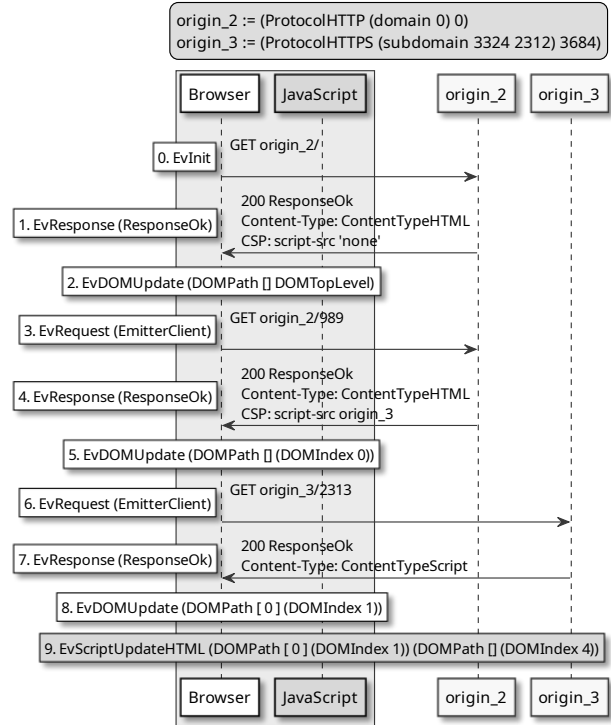 origin_2 := (ProtocolHTTP (domain 0) 0)
origin_3 := (ProtocolHTTPS (subdomain 3324 2312) 3684)
Browser JavaScript origin_2 origin_3
GET origin_2/
0. EvInit
200 ResponseOk
Content-Type: ContentTypeHTML
1. EvResponse (ResponseOk)
CSP: script-src 'none'
2. EvDOMUpdate (DOMPath [] DOMTopLevel)
GET origin_2/989
3. EvRequest (EmitterClient)
200 ResponseOk
Content-Type: ContentTypeHTML
4. EvResponse (ResponseOk)
CSP: script-src origin_3
5. EvDOMUpdate (DOMPath [] (DOMIndex 0))
GET origin_3/2313
6. EvRequest (EmitterClient)
200 ResponseOk
7. EvResponse (ResponseOk)
Content-Type: ContentTypeScript
8. EvDOMUpdate (DOMPath [ 0 ] (DOMIndex 1))
9. EvScriptUpdateHTML (DOMPath [ 0 ] (DOMIndex 1)) (DOMPath [] (DOMIndex 4))
Browser JavaScript origin_2 origin_3